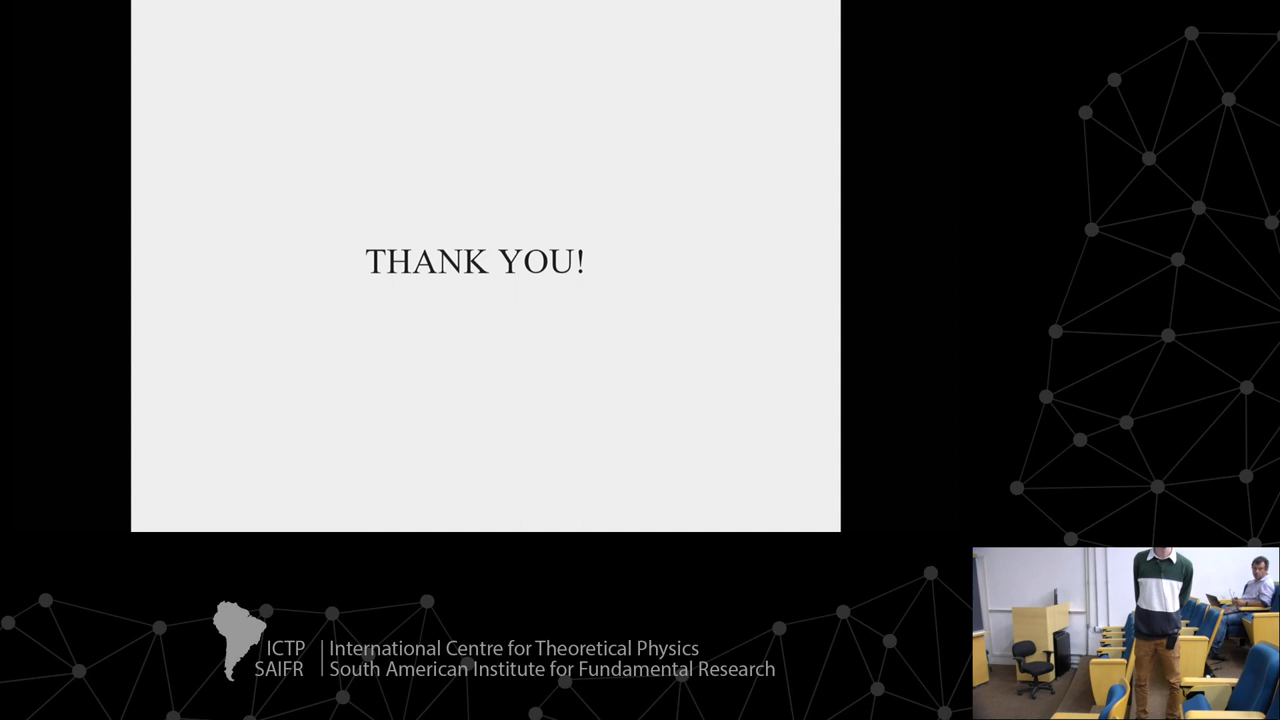 THANK YOU!
ICTP
SAIFR
International Centre for Theoretical Physics
South American Institute for Fundamental Research